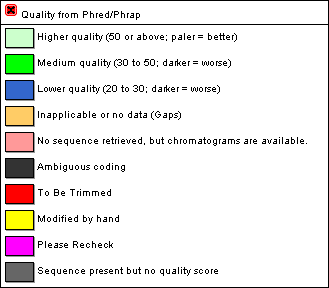 Quality from Phred/Phrap
Higher quality (50 or above; paler = better)
Medium quality (30 to 50; darker = worse)
Lower quality (20 to 30; darker = worse)
Inapplicable or no data (Gaps)
No sequence retrieved, but chromatograms are available.
Ambiguous coding
To Be Trimmed
Modified by hand
Please Recheck
Sequence present but no quality score